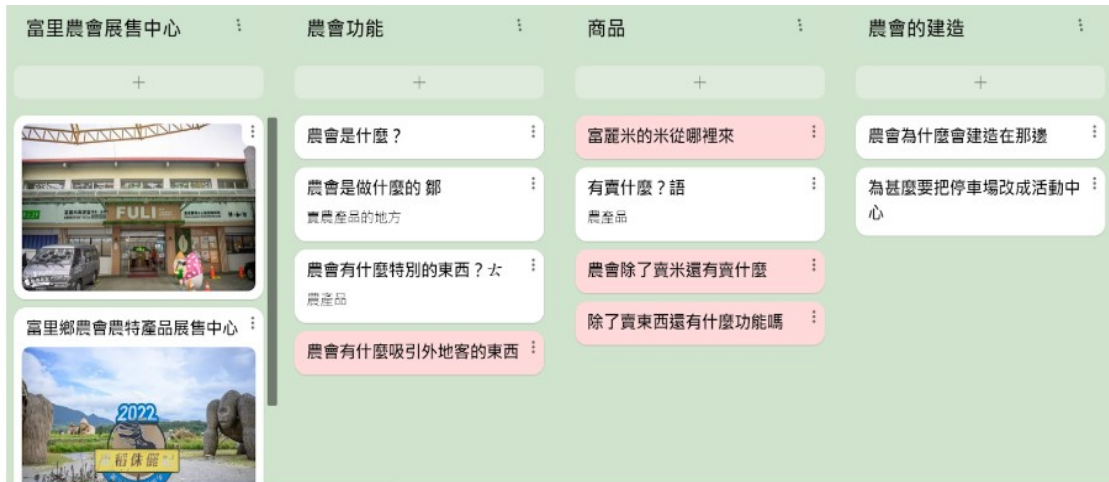 富里農會展售中心
農會功能
商品
農會的建造
FULI
富里鄉農會農特產品展售中心
2022
稻侏儸
農會是什麼？
農會是做什麼的 鄒
賣農產品的地方
農會有什麼特別的東西？ㄊ
農產品
農會有什麼吸引外地客的東西
富麗米的米從哪裡來
有賣什麼？語
農產品
農會除了賣米還有賣什麼
除了賣東西還有什麼功能嗎
農會為什麼會建造在那邊
為甚麼要把停車場改成活動中
心